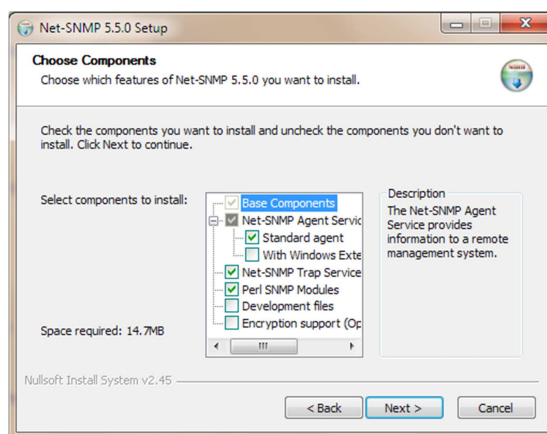 Net-SNMP 5.5.0 Setup
Choose Components
Choose which features of Net-SNMP 5.5.0 you want to install.
Check the components you want to install and uncheck the components you don't want to
install. Click Next to continue.
Select components to install:
Base Components
Net-SNMP Agent Servic
Standard agent
With Windows Exte
Net-SNMP Trap Service
Perl SNMP Modules
Development files
Encryption support (Op
Description
The Net-SNMP Agent
Service provides
information to a remote
management system.
Space required: 14.7MB
Nullsoft Install System v2.45
< Back
Next >
Cancel